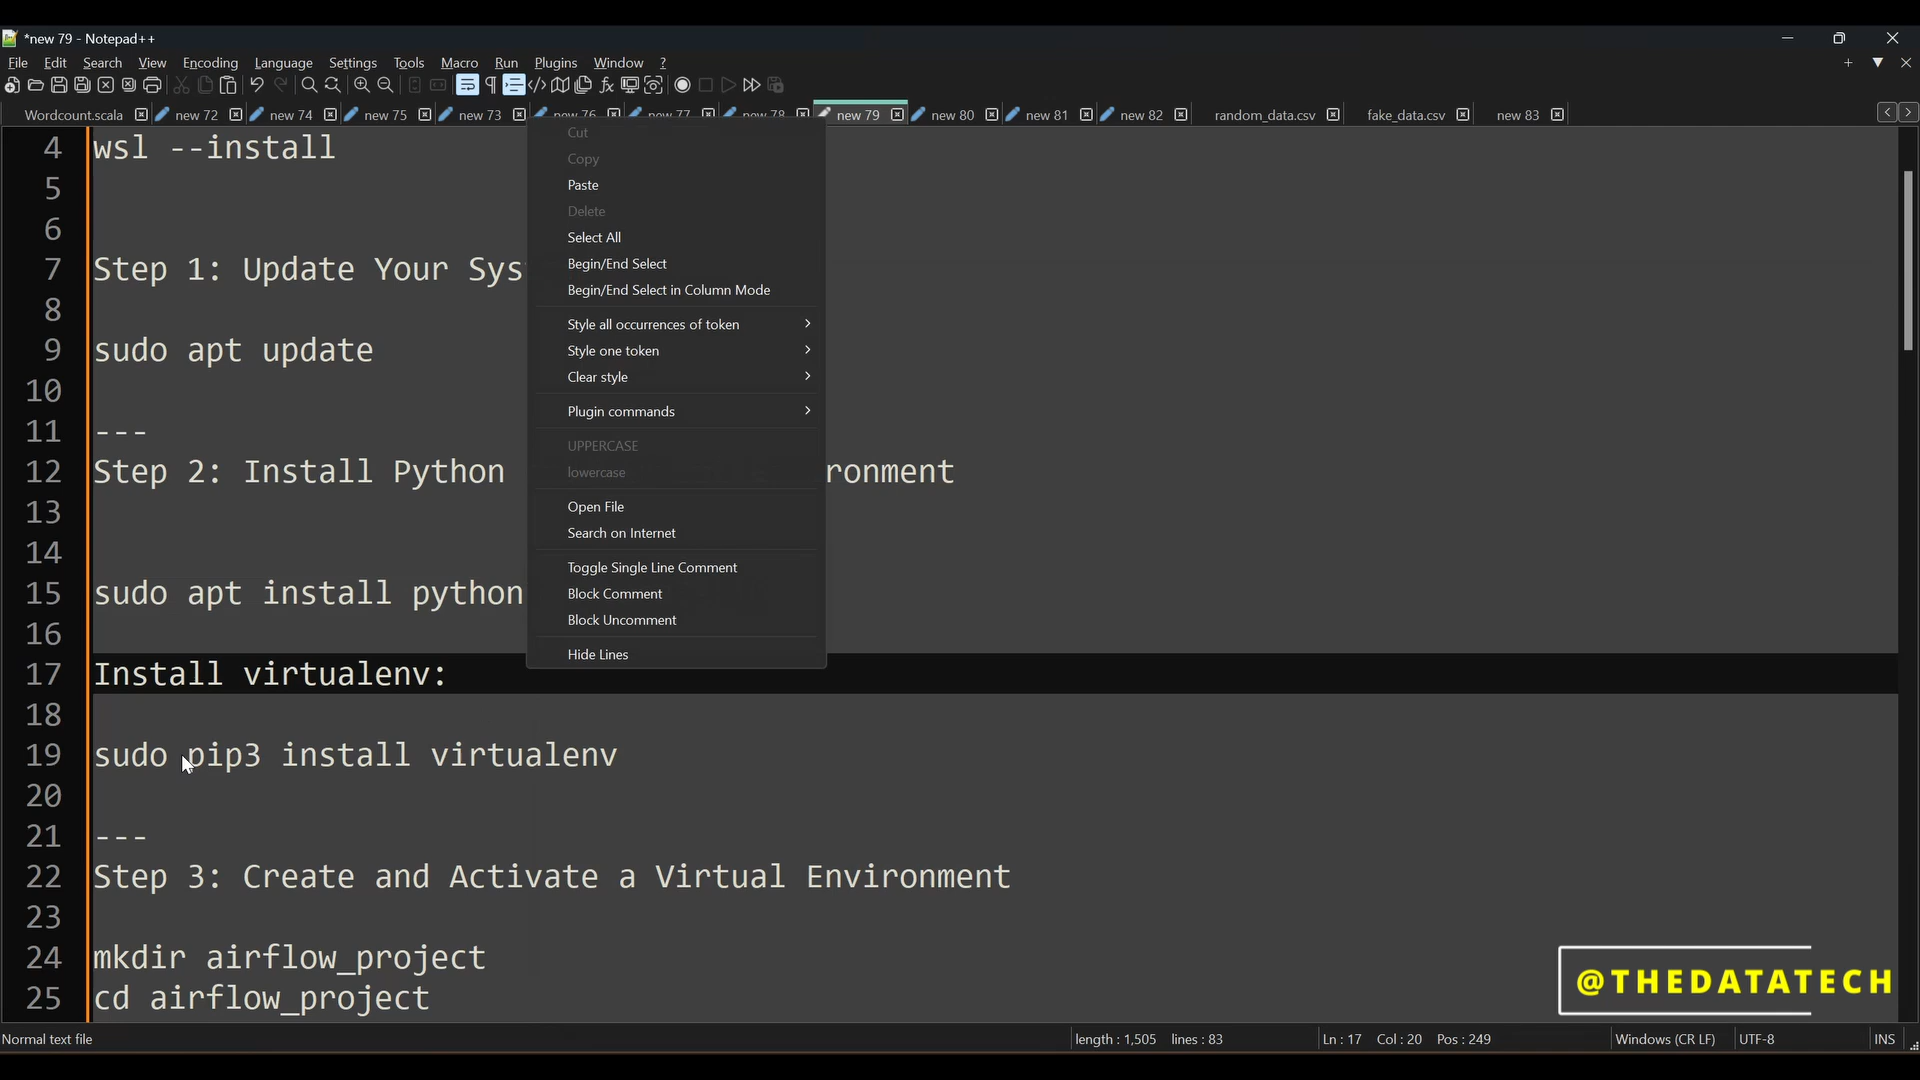 *new 79 - Notepad++
File Edit Search View Encoding Language Settings Tools Macro Run Plugins Window ?
Wordcount.scala new 72 new 74 new 75 new 73 new 76 new 77 new 78 new 79 new 80 new 81 new 82 random_data.csv fake_data.csv new 83
4 wsl --install
5
6
7 Step 1: Update Your Sys
8
9 sudo apt update
10
11 ---
12 Step 2: Install Python ronment
13
14
15 sudo apt install python
16
17 Install virtualenv:
18
19 sudo pip3 install virtualenv
20
21 ---
22 Step 3: Create and Activate a Virtual Environment
23
24 mkdir airflow_project
25 cd airflow_project
Cut
Copy
Paste
Delete
Select All
Begin/End Select
Begin/End Select in Column Mode
Style all occurrences of token
Style one token
Clear style
Plugin commands
UPPERCASE
lowercase
Open File
Search on Internet
Toggle Single Line Comment
Block Comment
Block Uncomment
Hide Lines
@THEDATATECH
Normal text file length : 1,505 lines : 83 Ln : 17 Col : 20 Pos : 249 Windows (CR LF) UTF-8 INS